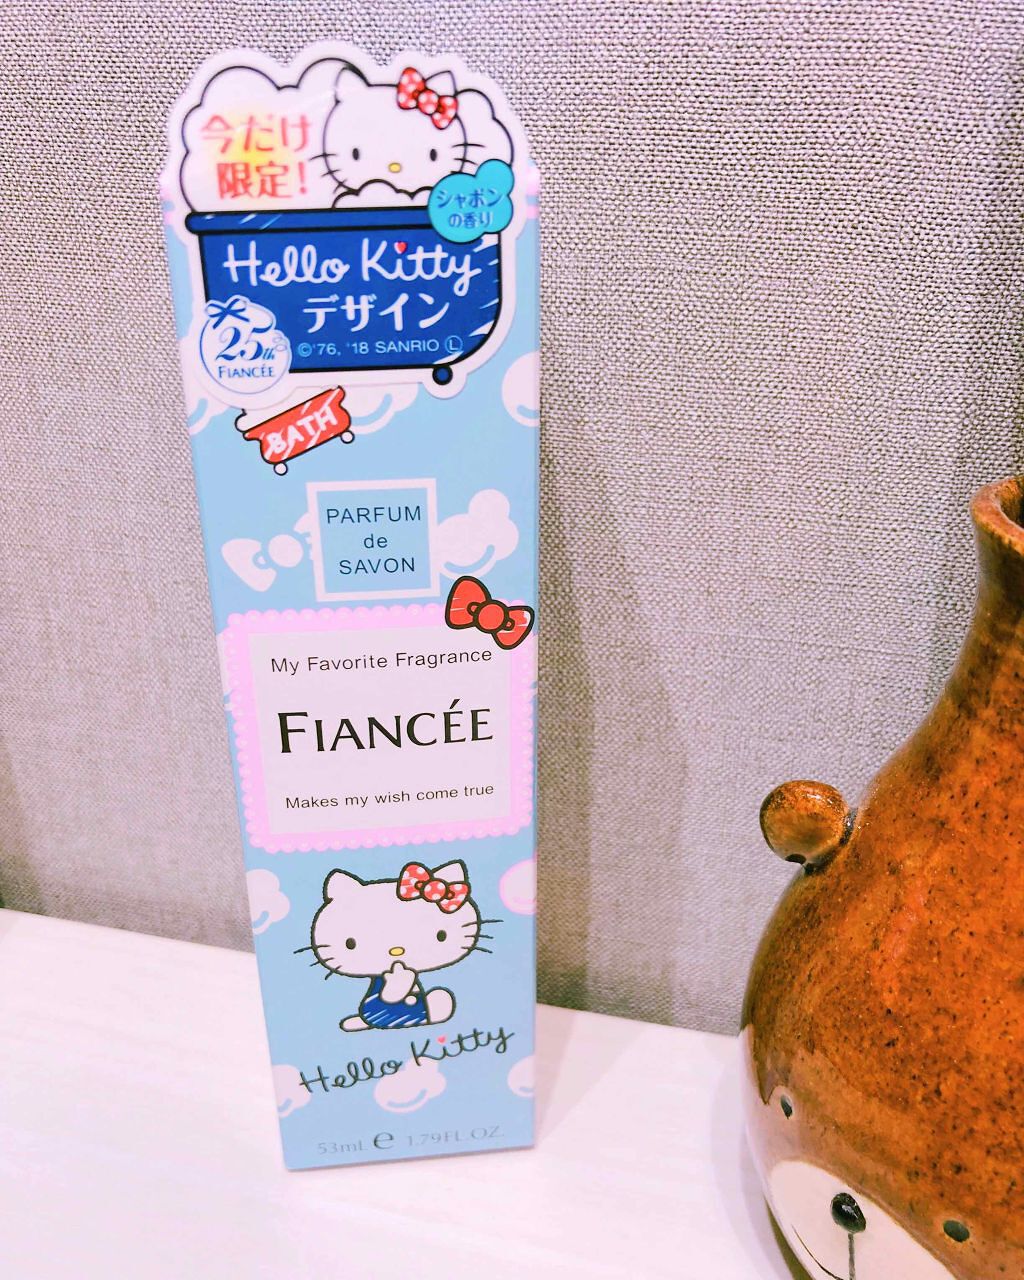 今だけ
限定!
シャボン
の香り
Hello Kitty
デザイン
25th
FIANCÉE
©'76, '18 SANRIO Ⓛ
BATH
PARFUM
de
SAVON
My Favorite Fragrance
FIANCÉE
Makes my wish come true
Hello Kitty
53mL ℮ 1.79FL.OZ.